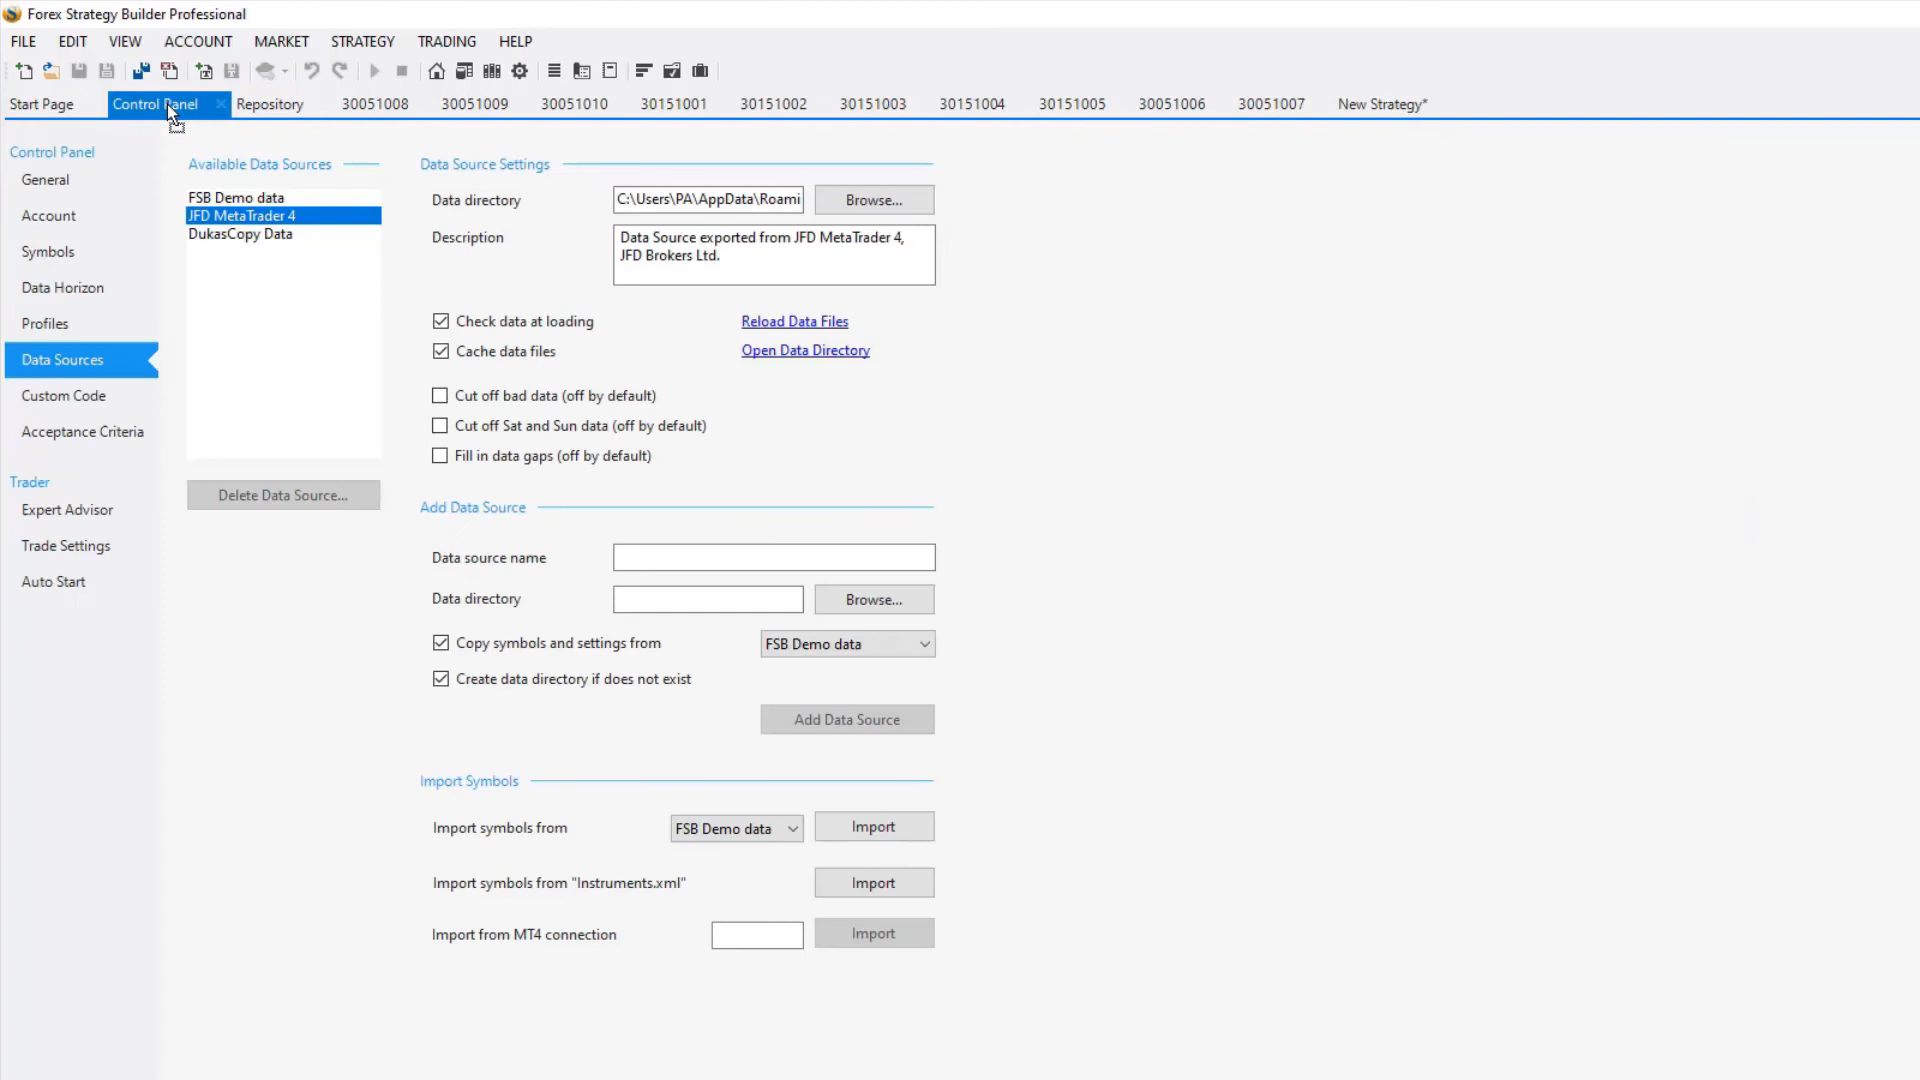 Forex Strategy Builder Professional
FILE EDIT VIEW ACCOUNT MARKET STRATEGY TRADING HELP
Start Page Control Panel Repository 30051008 30051009 30051010 30151001 30151002 30151003 30151004 30151005 30051006 30051007 New Strategy*
Control Panel
General
Account
Symbols
Data Horizon
Profiles
Data Sources
Custom Code
Acceptance Criteria
Trader
Expert Advisor
Trade Settings
Auto Start
Available Data Sources
FSB Demo data
JFD MetaTrader 4
DukasCopy Data
Delete Data Source...
Data Source Settings
Data directory C:\Users\PA\AppData\Roami Browse...
Description Data Source exported from JFD MetaTrader 4,
JFD Brokers Ltd.
Check data at loading Reload Data Files
Cache data files Open Data Directory
Cut off bad data (off by default)
Cut off Sat and Sun data (off by default)
Fill in data gaps (off by default)
Add Data Source
Data source name
Data directory Browse...
Copy symbols and settings from FSB Demo data
Create data directory if does not exist
Add Data Source
Import Symbols
Import symbols from FSB Demo data Import
Import symbols from "Instruments.xml" Import
Import from MT4 connection Import